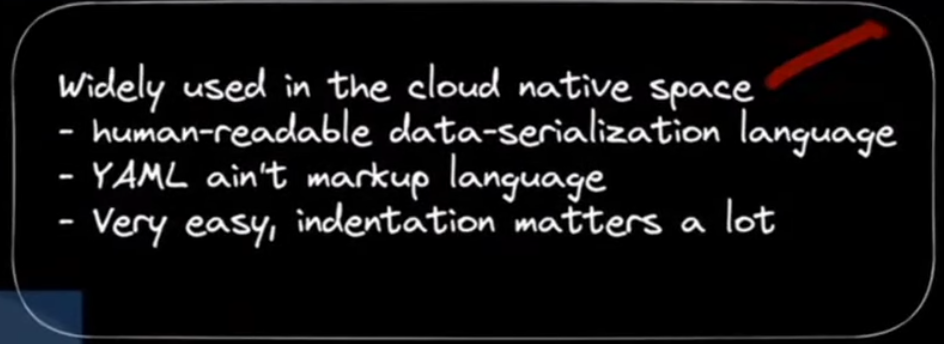 Widely used in the cloud native space
- human-readable data-serialization language
- YAML ain't markup language
- Very easy, indentation matters a lot